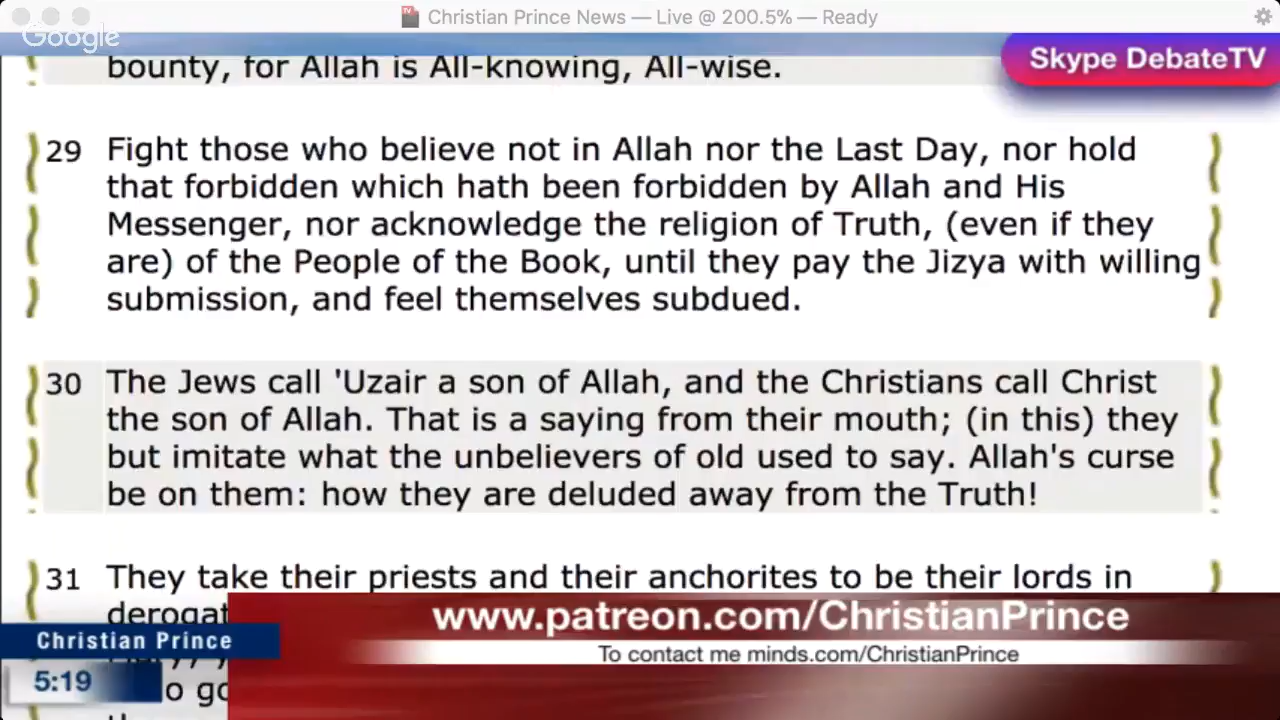 Christian Prince News — Live @ 200.5% — Ready
Google
Skype DebateTV
bounty, for Allah is All-knowing, All-wise.
29 Fight those who believe not in Allah nor the Last Day, nor hold
that forbidden which hath been forbidden by Allah and His
Messenger, nor acknowledge the religion of Truth, (even if they
are) of the People of the Book, until they pay the Jizya with willing
submission, and feel themselves subdued.
30 The Jews call 'Uzair a son of Allah, and the Christians call Christ
the son of Allah. That is a saying from their mouth; (in this) they
but imitate what the unbelievers of old used to say. Allah's curse
be on them: how they are deluded away from the Truth!
31 They take their priests and their anchorites to be their lords in
derogat
www.patreon.com/ChristianPrince
Christian Prince
To contact me minds.com/ChristianPrince
5:19
o go